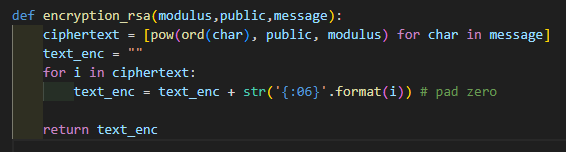 def encryption_rsa(modulus,public,message):
    ciphertext = [pow(ord(char), public, modulus) for char in message]
    text_enc = ""
    for i in ciphertext:
        text_enc = text_enc + str('{:06}'.format(i)) # pad zero

    return text_enc